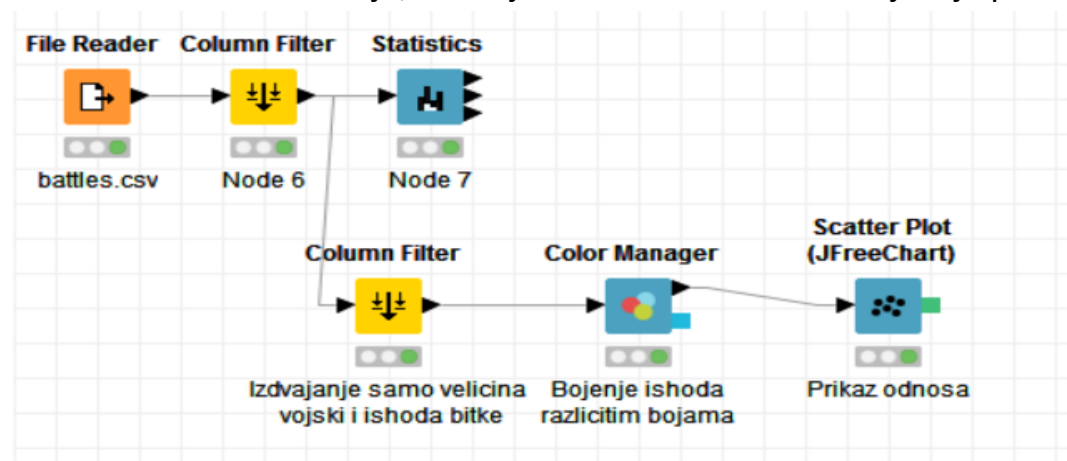 File Reader
Column Filter
Statistics
battles.csv
Node 6
Node 7
Column Filter
Color Manager
Scatter Plot
(JFreeChart)
Izdvajanje samo velicina
vojski i ishoda bitke
Bojenje ishoda
razlicitim bojama
Prikaz odnosa